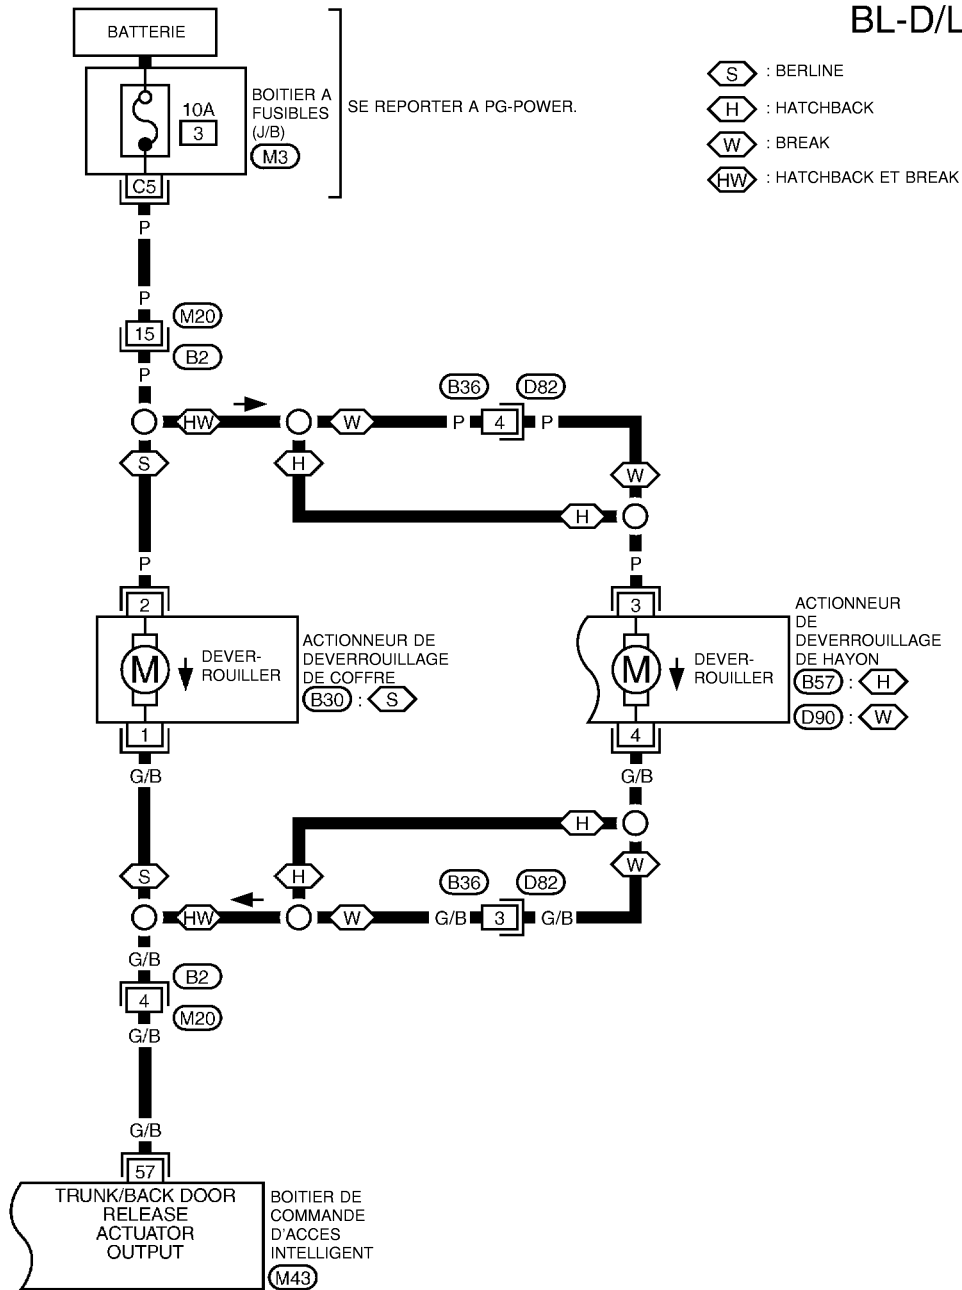 BL-D/L
BATTERIE
10A
3
BOITIER A
FUSIBLES
(J/B)
M3
SE REPORTER A PG-POWER.
S : BERLINE
H : HATCHBACK
W : BREAK
HW : HATCHBACK ET BREAK
C5
P
P
M20
15
B2
P
HW
W
B36
D82
P
4
P
S
H
W
H
P
P
2
3
DEVER-
ROUILLER
M
ACTIONNEUR DE
DEVERROUILLAGE
DE COFFRE
B30 : S
M
DEVER-
ROUILLER
ACTIONNEUR
DE
DEVERROUILLAGE
DE HAYON
B57 : H
D90 : W
1
4
G/B
G/B
H
S
H
W
B36
D82
HW
W
G/B
3
G/B
G/B
B2
4
M20
G/B
G/B
57
TRUNK/BACK DOOR
RELEASE
ACTUATOR
OUTPUT
BOITIER DE
COMMANDE
D'ACCES
INTELLIGENT
M43